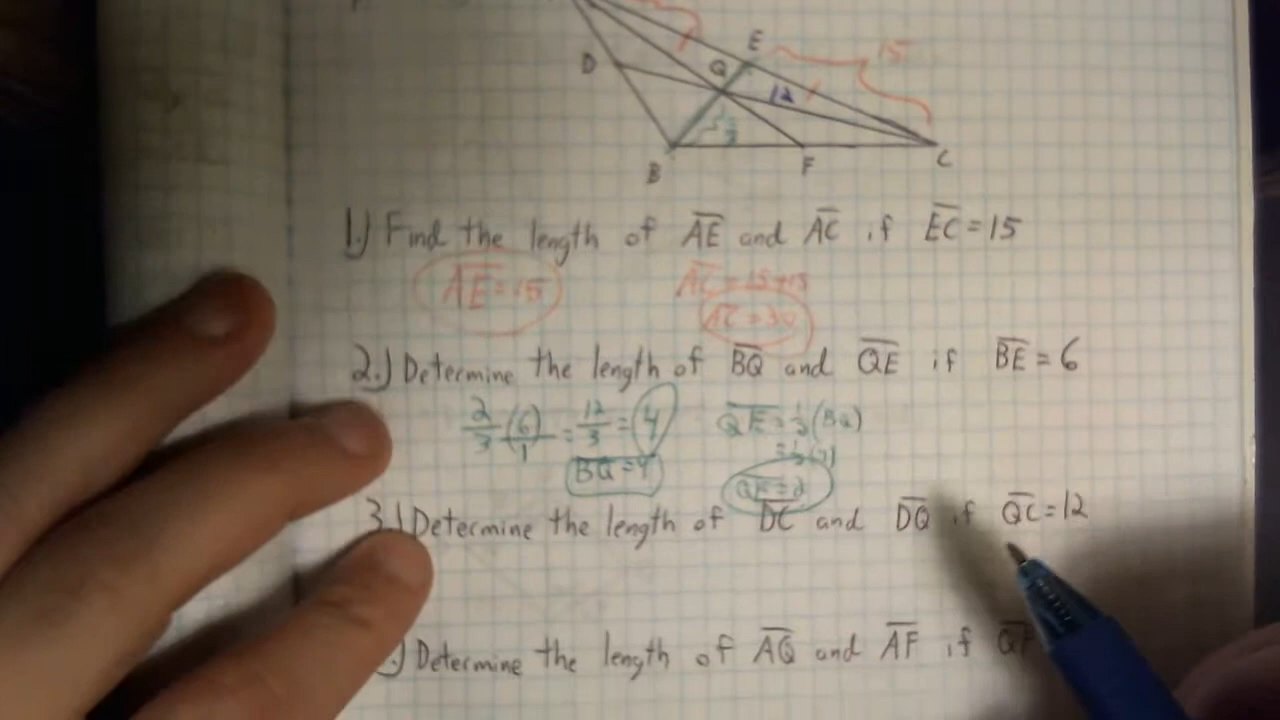 E
15
D
Q
12
B
F
C
1.) Find the length of AE and AC if EC = 15
AE = 15
AC = 15+15
AC = 30
2.) Determine the length of BQ and QE if BE = 6
2/3 (6)/1 = 12/3 = 4
QE = 1/2 (BQ)
BQ = 4
QE = 2
3.) Determine the length of DC and DQ if QC = 12
.) Determine the length of AQ and AF if